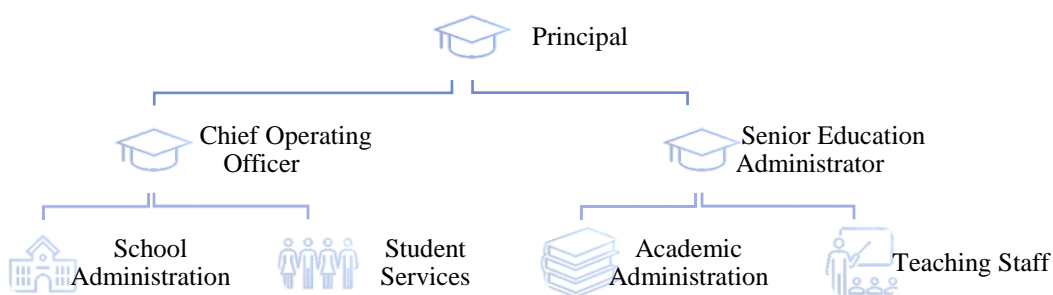 Principal
Chief Operating
Officer
Senior Education
Administrator
School
Administration
Student
Services
Academic
Administration
Teaching Staff